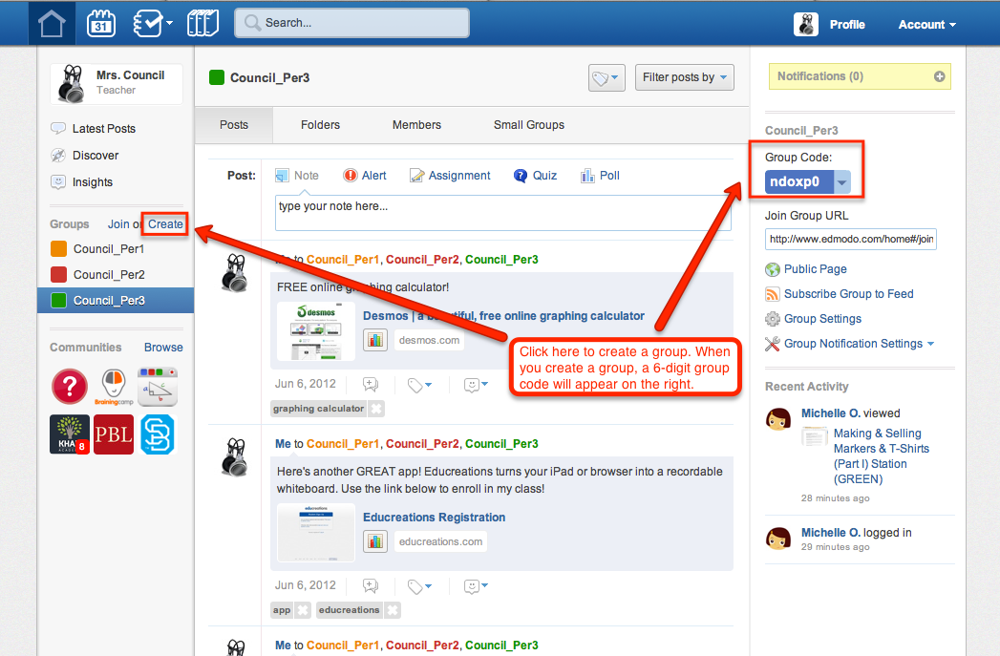 31
Search...
Profile
Account
Mrs. Council
Teacher
Latest Posts
Discover
Insights
Groups
Join or Create
Council_Per1
Council_Per2
Council_Per3
Communities
Browse
?
Brainingcamp
KHA
8
PBL
SB
Council_Per3
Filter posts by
Posts
Folders
Members
Small Groups
Post:
Note
Alert
Assignment
Quiz
Poll
type your note here...
Me to Council_Per1, Council_Per2, Council_Per3
FREE online graphing calculator!
desmos
Desmos | a beautiful, free online graphing calculator
desmos.com
Jun 6, 2012
graphing calculator
Click here to create a group. When
you create a group, a 6-digit group
code will appear on the right.
Me to Council_Per1, Council_Per2, Council_Per3
Here's another GREAT app! Educreations turns your iPad or browser into a recordable
whiteboard. Use the link below to enroll in my class!
educreations
Educreations Registration
educreations.com
Jun 6, 2012
app
educreations
Me to Council_Per1, Council_Per2, Council_Per3
Notifications (0)
Council_Per3
Group Code:
ndoxp0
Join Group URL
http://www.edmodo.com/home#/join
Public Page
Subscribe Group to Feed
Group Settings
Group Notification Settings
Recent Activity
Michelle O. viewed
Making & Selling
Markers & T-Shirts
(Part I) Station
(GREEN)
28 minutes ago
Michelle O. logged in
29 minutes ago